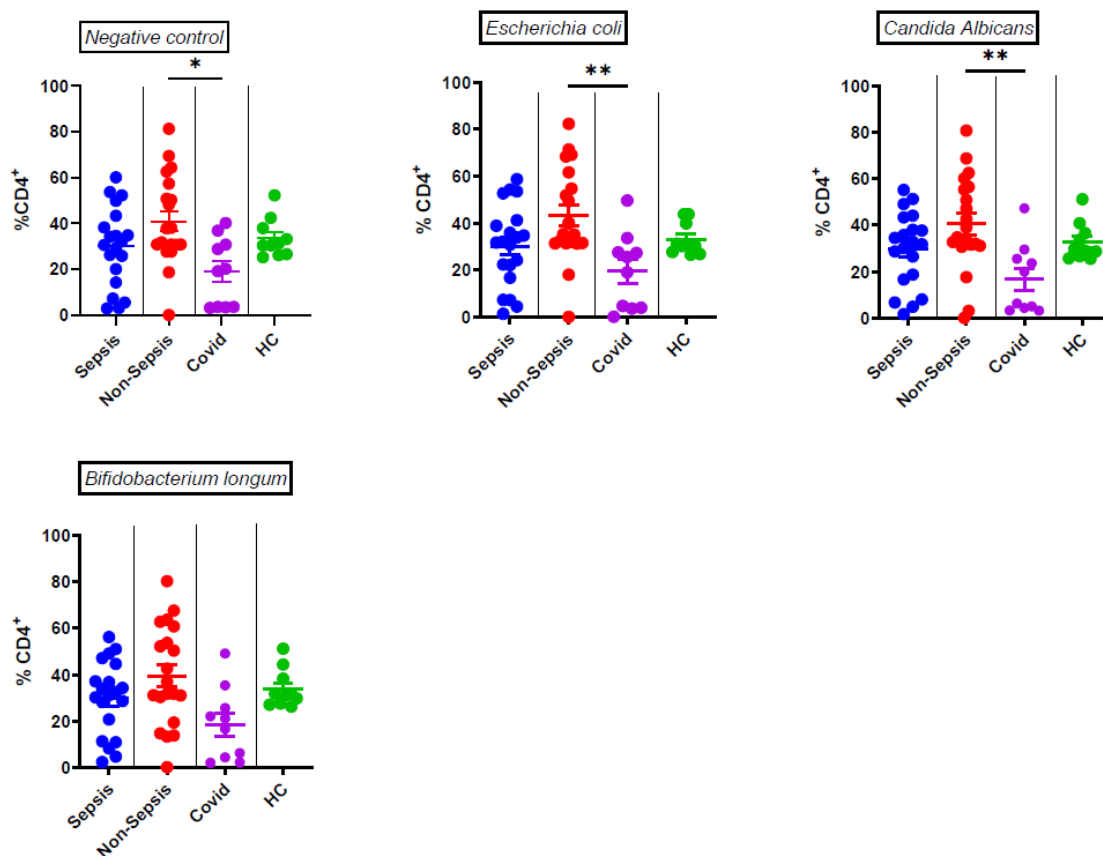 Negative control
*
%CD4+
100
80
60
40
20
0
Sepsis
Non-Sepsis
Covid
HC
Escherichia coli
**
% CD4+
100
80
60
40
20
0
Sepsis
Non-Sepsis
Covid
HC
Candida Albicans
**
% CD4+
100
80
60
40
20
0
Sepsis
Non-Sepsis
Covid
HC
Bifidobacterium longum
% CD4+
100
80
60
40
20
0
Sepsis
Non-Sepsis
Covid
HC